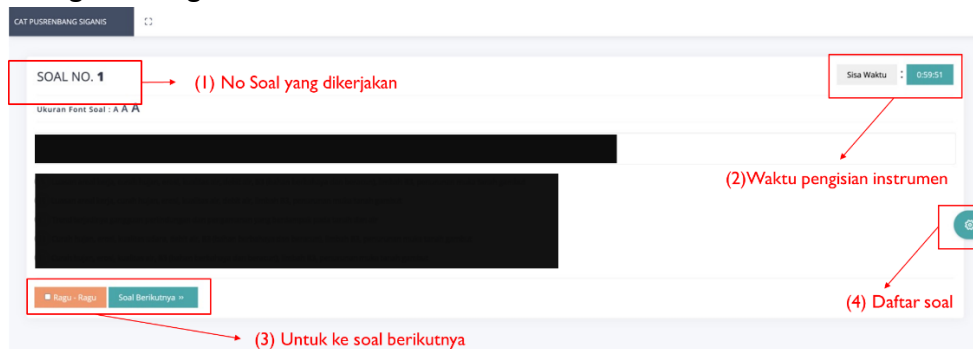 CAT PUSRENBANG SIGANIS
SOAL NO. 1
(1) No Soal yang dikerjakan
Sisa Waktu : 0:59:51
Ukuran Font Soal : A A A
(2)Waktu pengisian instrumen
Ragu - Ragu
Soal Berikutnya »
(4) Daftar soal
(3) Untuk ke soal berikutnya